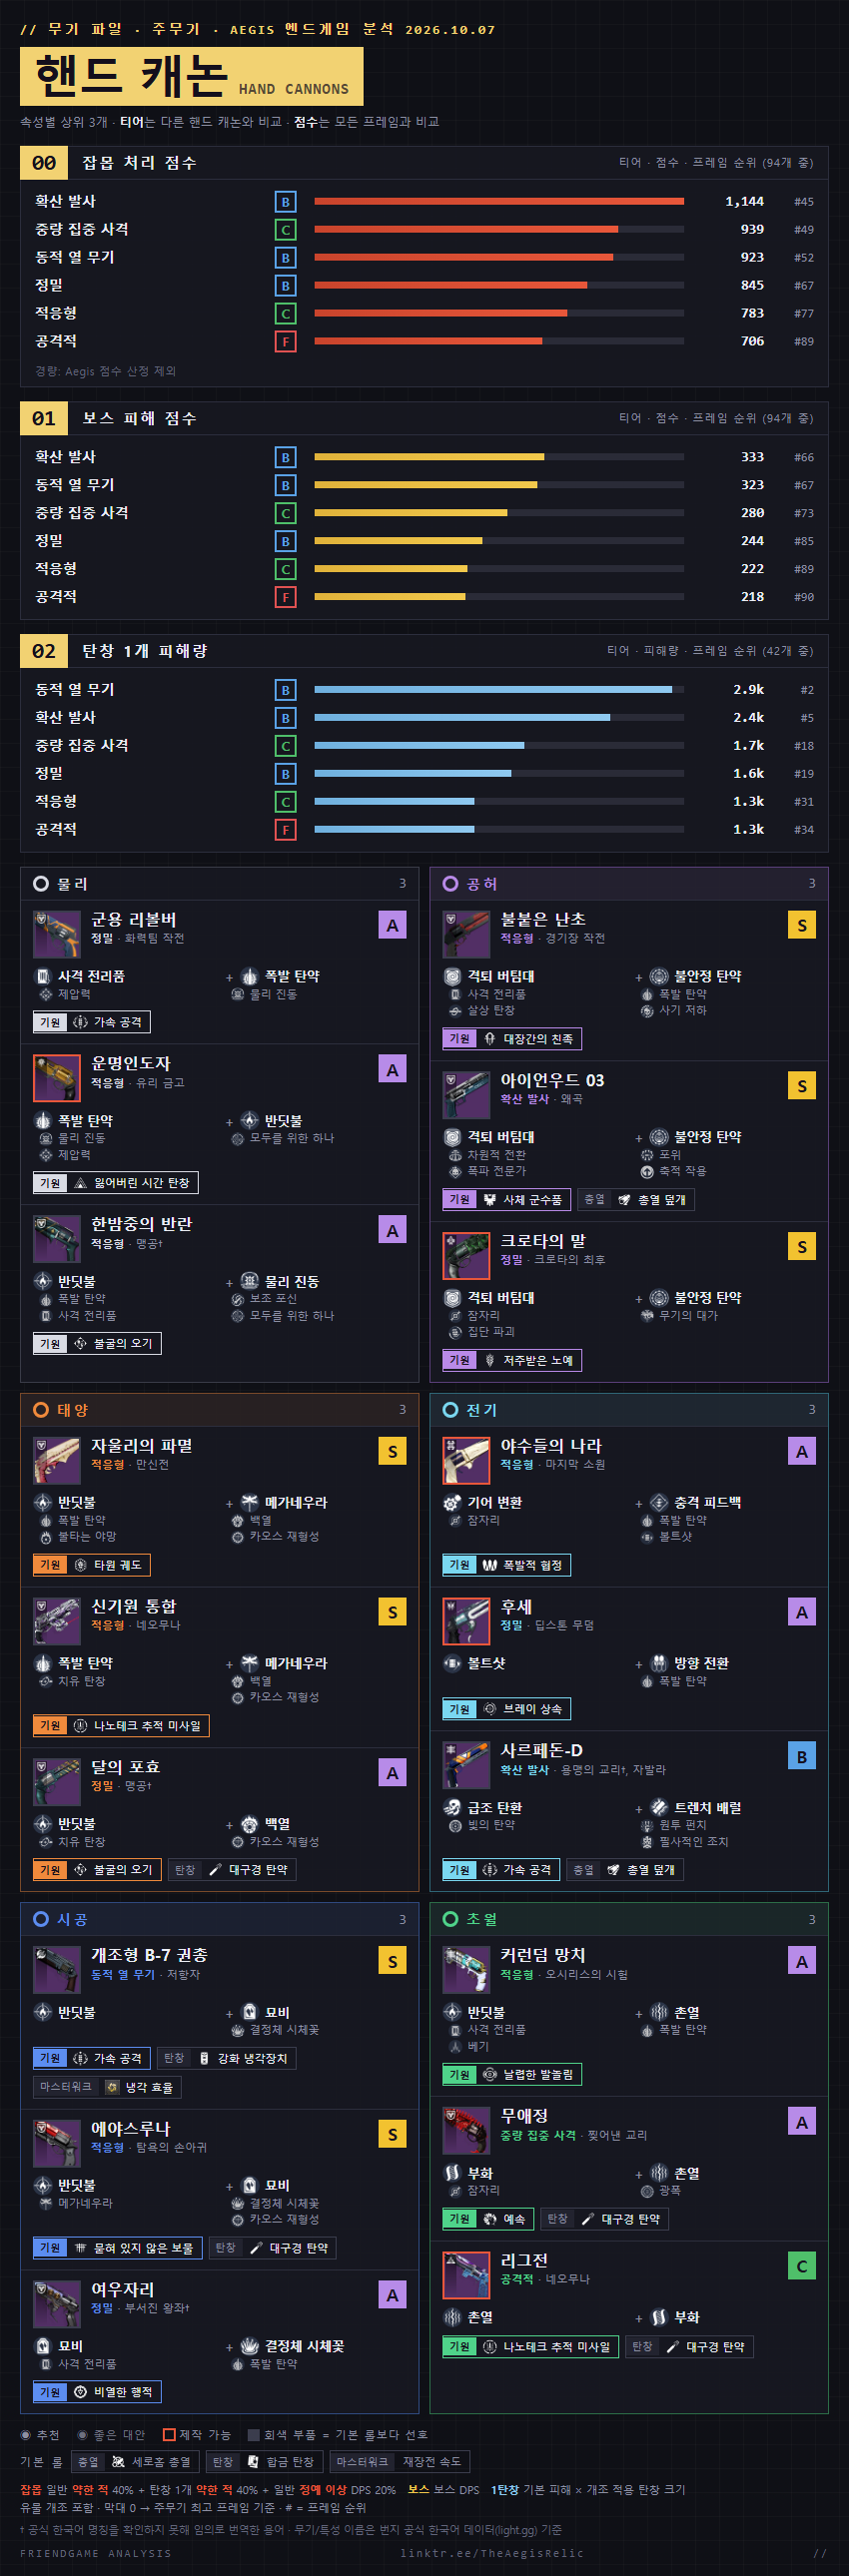 // 무기 파일 · 주무기 · AEGIS 엔드게임 분석 2026.10.07
핸드 캐논 HAND CANNONS
속성별 상위 3개 · 티어는 다른 핸드 캐논와 비교 · 점수는 모든 프레임과 비교
00 잡몹 처리 점수 티어 · 점수 · 프레임 순위 (94개 중)
확산 발사 B 1,144 #45
중량 집중 사격 C 939 #49
동적 열 무기 B 923 #52
정밀 B 845 #67
적응형 C 783 #77
공격적 F 706 #89
경량: Aegis 점수 산정 제외
01 보스 피해 점수 티어 · 점수 · 프레임 순위 (94개 중)
확산 발사 B 333 #66
동적 열 무기 B 323 #67
중량 집중 사격 C 280 #73
정밀 B 244 #85
적응형 C 222 #89
공격적 F 218 #90
02 탄창 1개 피해량 티어 · 피해량 · 프레임 순위 (42개 중)
동적 열 무기 B 2.9k #2
확산 발사 B 2.4k #5
중량 집중 사격 C 1.7k #18
정밀 B 1.6k #19
적응형 C 1.3k #31
공격적 F 1.3k #34
물리 3
군용 리볼버 A
정밀 · 화력팀 작전
사격 전리품 + 폭발 탄약
제압력 물리 진동
기원 가속 공격
운명인도자 A
적응형 · 유리 금고
폭발 탄약 + 반딧불
물리 진동 모두를 위한 하나
제압력
기원 잃어버린 시간 탄창
한밤중의 반란 A
적응형 · 맹공†
반딧불 + 물리 진동
폭발 탄약 보조 포신
사격 전리품 모두를 위한 하나
기원 불굴의 오기
공허 3
불붙은 난초 S
적응형 · 경기장 작전
격퇴 버팀대 + 불안정 탄약
사격 전리품 폭발 탄약
살상 탄창 사기 저하
기원 대장간의 친족
아이언우드 03 S
확산 발사 · 왜곡
격퇴 버팀대 + 불안정 탄약
차원적 전환 포위
폭파 전문가 축적 작용
기원 사체 군수품 총열 총열 덮개
크로타의 말 S
정밀 · 크로타의 최후
격퇴 버팀대 + 불안정 탄약
잠자리 무기의 대가
집단 파괴
기원 저주받은 노예
태양 3
자울리의 파멸 S
적응형 · 만신전
반딧불 + 메가네우라
폭발 탄약 백열
불타는 야망 카오스 재형성
기원 타원 궤도
신기원 통합 S
적응형 · 네오무나
폭발 탄약 + 메가네우라
치유 탄창 백열
카오스 재형성
기원 나노테크 추적 미사일
달의 포효 A
정밀 · 맹공†
반딧불 + 백열
치유 탄창 카오스 재형성
기원 불굴의 오기 탄창 대구경 탄약
전기 3
야수들의 나라 A
적응형 · 마지막 소원
기어 변환 + 충격 피드백
잠자리 폭발 탄약
볼트샷
기원 폭발적 협정
후세 A
정밀 · 딥스톤 무덤
볼트샷 + 방향 전환
폭발 탄약
기원 브레이 상속
사르페돈-D B
확산 발사 · 용맹의 교리†, 자발라
급조 탄환 + 트렌치 배럴
빛의 탄약 원투 펀치
필사적인 조치
기원 가속 공격 총열 총열 덮개
시공 3
개조형 B-7 권총 S
동적 열 무기 · 저항자
반딧불 + 묘비
결정체 시체꽃
기원 가속 공격 탄창 강화 냉각장치
마스터워크 냉각 효율
에야스루나 S
적응형 · 탐욕의 손아귀
반딧불 + 묘비
메가네우라 결정체 시체꽃
카오스 재형성
기원 묻혀 있지 않은 보물 탄창 대구경 탄약
여우자리 A
정밀 · 부서진 왕좌†
묘비 + 결정체 시체꽃
사격 전리품 폭발 탄약
기원 비열한 행적
초월 3
커런덤 망치 A
적응형 · 오시리스의 시험
반딧불 + 촌열
사격 전리품 폭발 탄약
베기
기원 날렵한 발놀림
무애정 A
중량 집중 사격 · 찢어낸 교리
부화 + 촌열
잠자리 광폭
기원 예속 탄창 대구경 탄약
리그전 C
공격적 · 네오무나
촌열 + 부화
기원 나노테크 추적 미사일 탄창 대구경 탄약
추천 좋은 대안 제작 가능 회색 부품 = 기본 롤보다 선호
기본 롤 총열 세로홈 총열 탄창 합금 탄창 마스터워크 재장전 속도
잡몹 일반 약한 적 40% + 탄창 1개 약한 적 40% + 일반 정예 이상 DPS 20% 보스 보스 DPS 1탄창 기본 피해 × 개조 적용 탄창 크기
유물 개조 포함 · 막대 0 → 주무기 최고 프레임 기준 · # = 프레임 순위
† 공식 한국어 명칭을 확인하지 못해 임의로 번역한 용어 · 무기/특성 이름은 번지 공식 한국어 데이터(light.gg) 기준
FRIENDGAME ANALYSIS linktr.ee/TheAegisRelic //